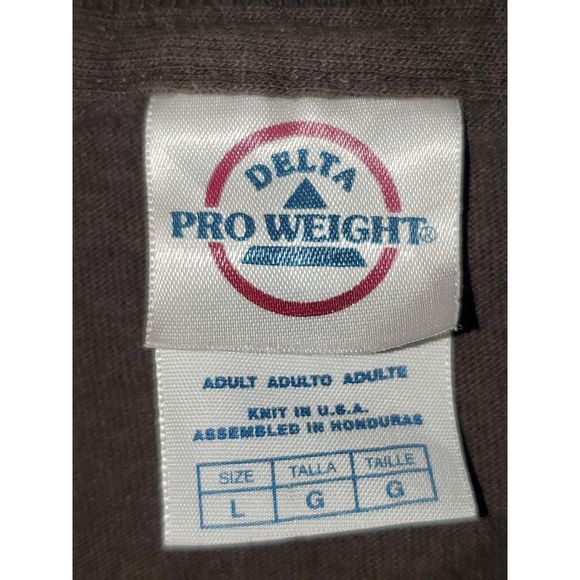 DELTA
PRO WEIGHT®
ADULT ADULTO ADULTE
KNIT IN U.S.A.
ASSEMBLED IN HONDURAS
SIZE TALLA TAILLE
L G G